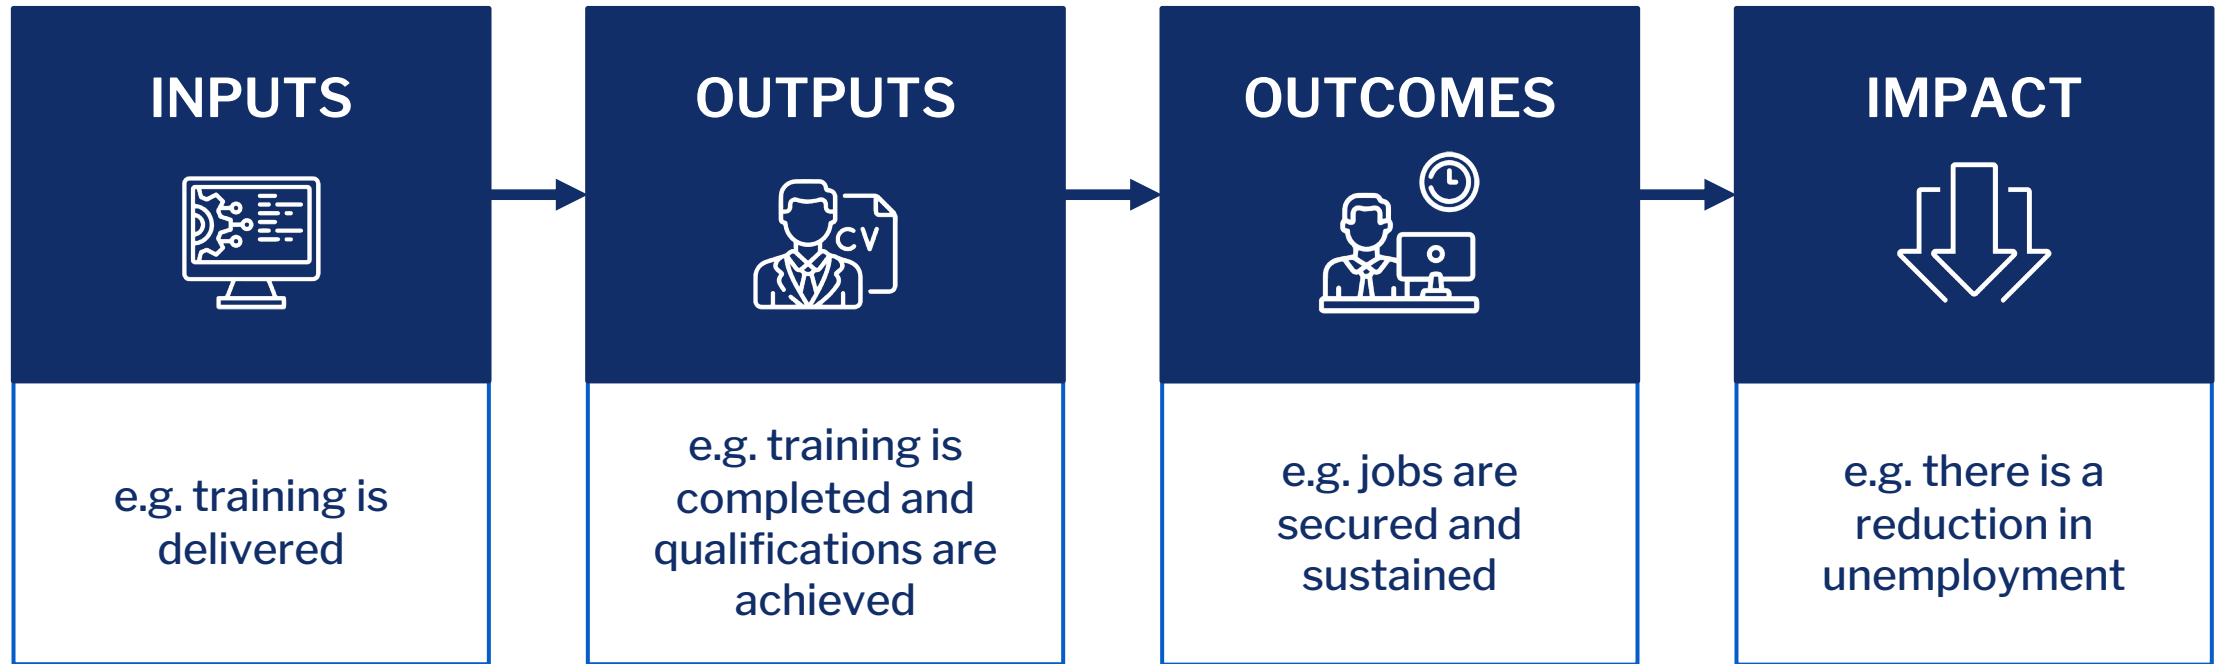 INPUTS
e.g. training is
delivered
OUTPUTS
CV
e.g. training is
completed and
qualifications are
achieved
OUTCOMES
e.g. jobs are
secured and
sustained
IMPACT
e.g. there is a
reduction in
unemployment